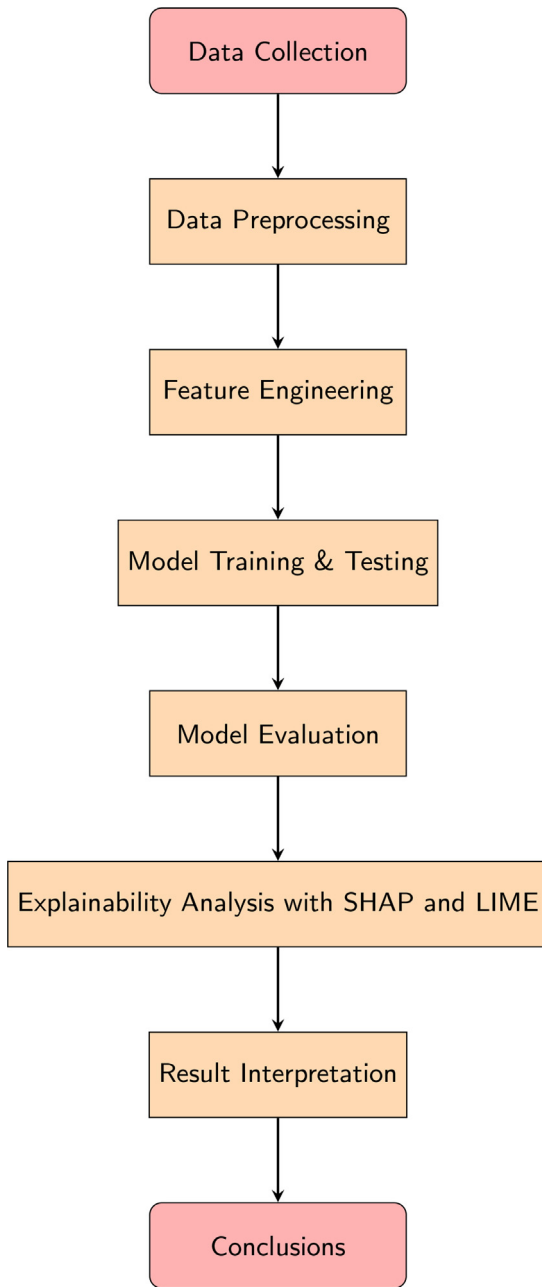 Data Collection
Data Preprocessing
Feature Engineering
Model Training & Testing
Model Evaluation
Explainability Analysis with SHAP and LIME
Result Interpretation
Conclusions